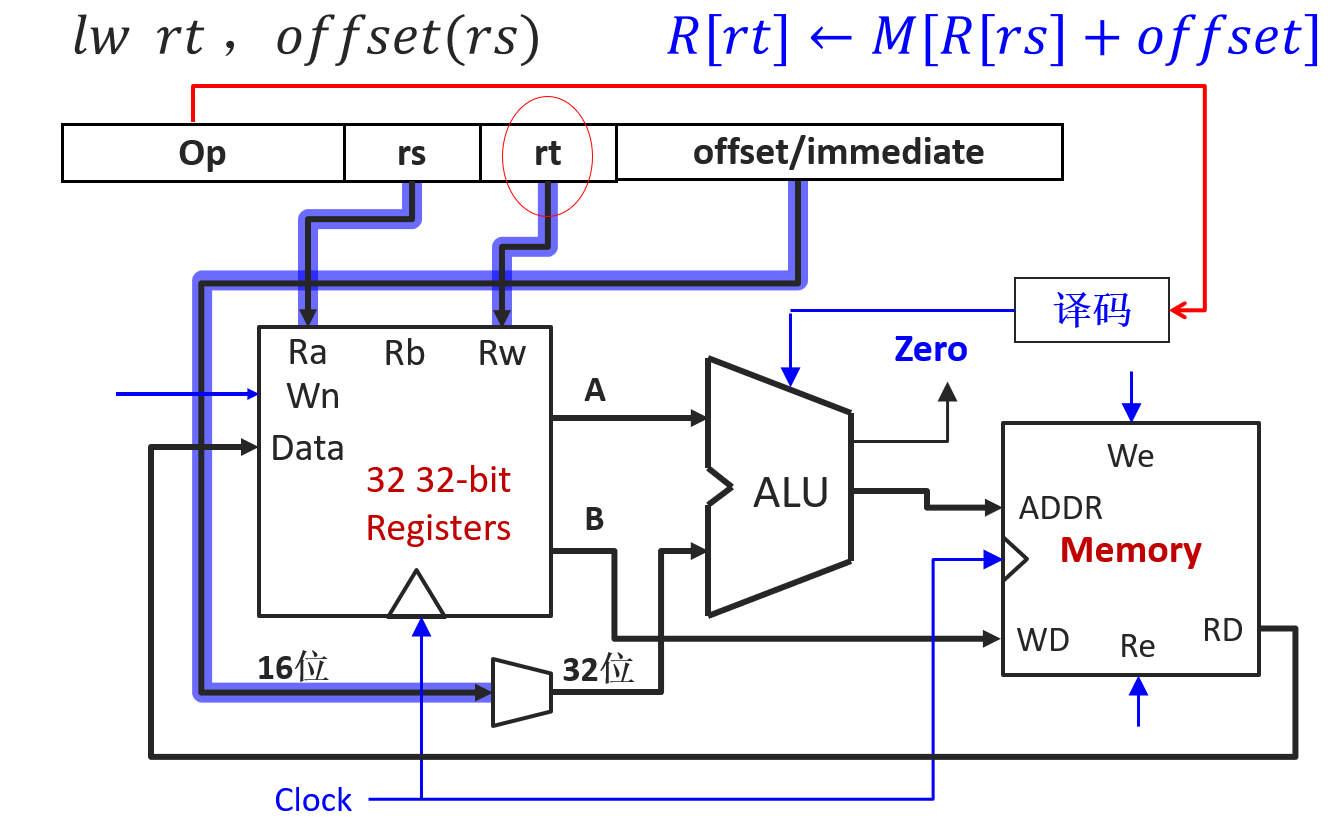 lw rt , offset(rs)
R[rt] ← M[R[rs] + offset]
Op
rs
rt
offset/immediate
译码
Zero
Ra
Rb
Rw
Wn
Data
32 32-bit
Registers
A
B
ALU
We
ADDR
Memory
WD
Re
RD
16位
32位
Clock